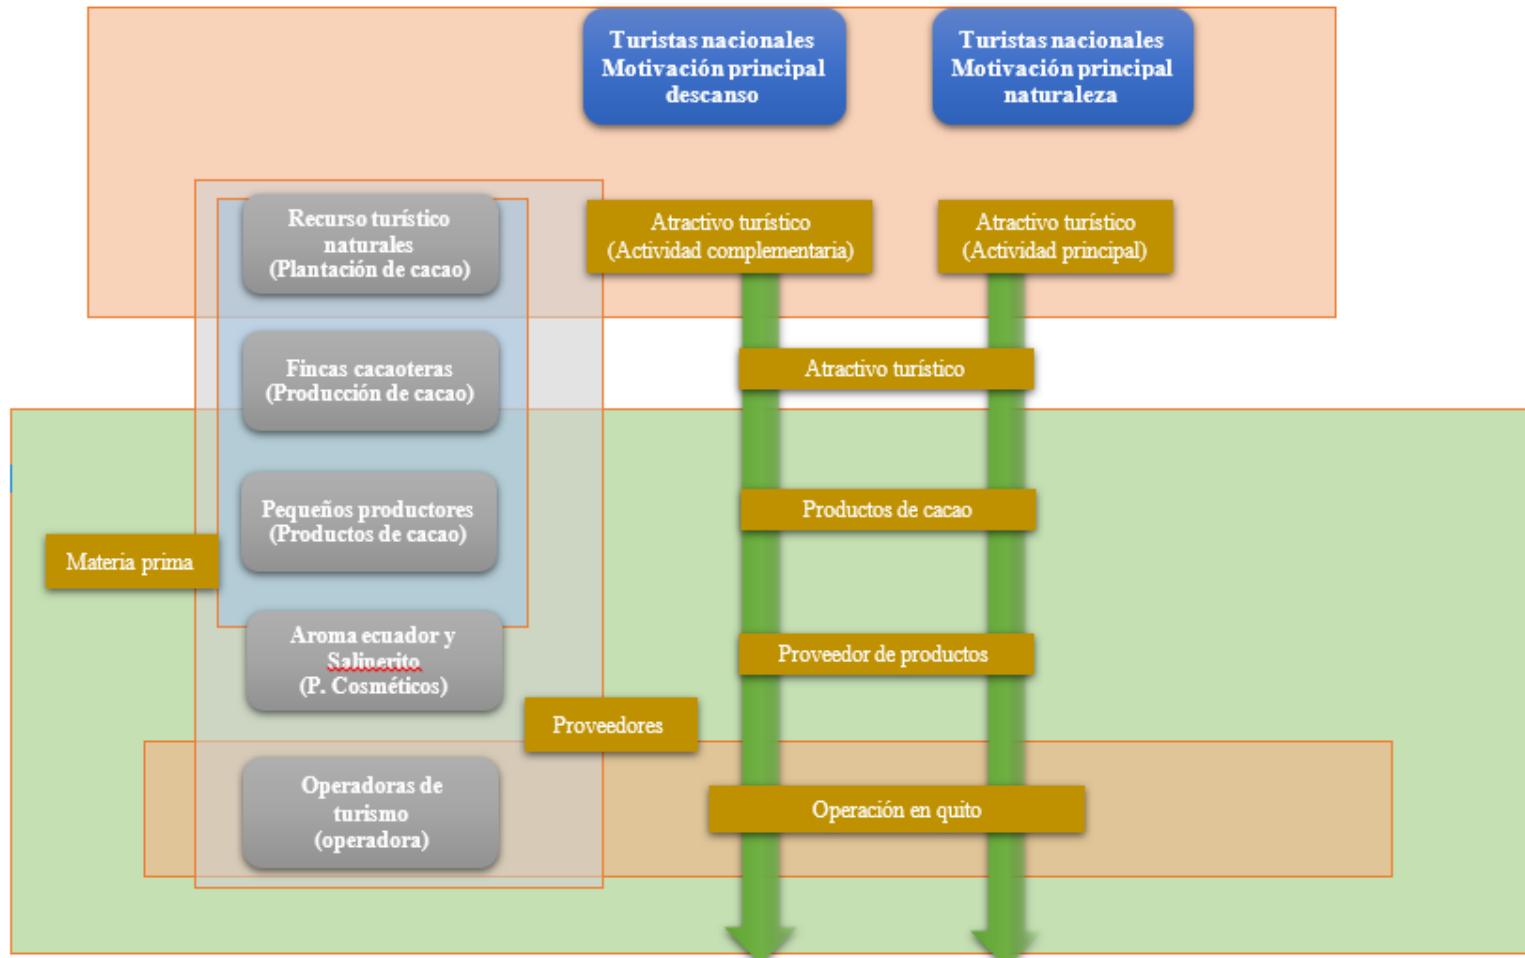 Turistas nacionales
Motivación principal
descanso
Turistas nacionales
Motivación principal
naturaleza
Recurso turístico
naturales
(Plantación de cacao)
Atractivo turístico
(Actividad complementaria)
Atractivo turístico
(Actividad principal)
Fincas cacaoteras
(Producción de cacao)
Atractivo turístico
Pequeños productores
(Productos de cacao)
Productos de cacao
Materia prima
Aroma ecuador y
Salinerito
(P. Cosméticos)
Proveedor de productos
Proveedores
Operadoras de
turismo
(operadora)
Operación en quito